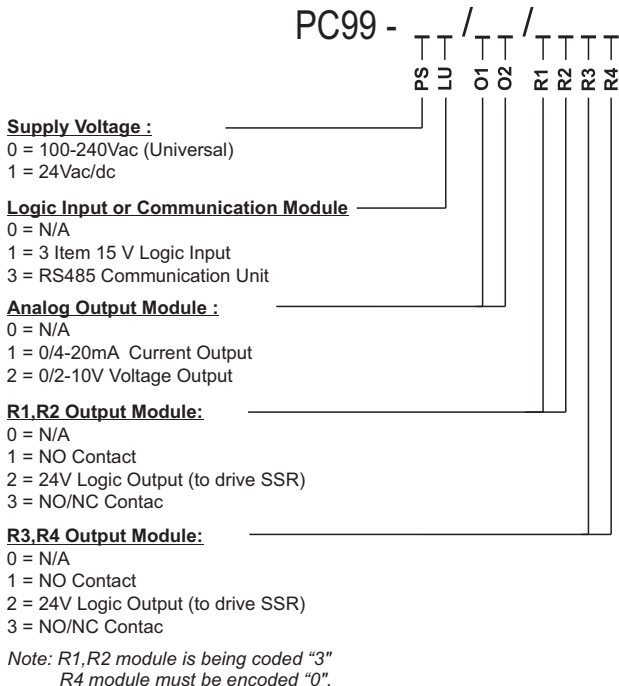 PC99 - _ _ / _ _ / _ _ _ _
PS LU O1 O2 R1 R2 R3 R4
Supply Voltage :
0 = 100-240Vac (Universal)
1 = 24Vac/dc
Logic Input or Communication Module
0 = N/A
1 = 3 Item 15 V Logic Input
3 = RS485 Communication Unit
Analog Output Module :
0 = N/A
1 = 0/4-20mA Current Output
2 = 0/2-10V Voltage Output
R1,R2 Output Module:
0 = N/A
1 = NO Contact
2 = 24V Logic Output (to drive SSR)
3 = NO/NC Contac
R3,R4 Output Module:
0 = N/A
1 = NO Contact
2 = 24V Logic Output (to drive SSR)
3 = NO/NC Contac
Note: R1,R2 module is being coded “3"
R4 module must be encoded “0".